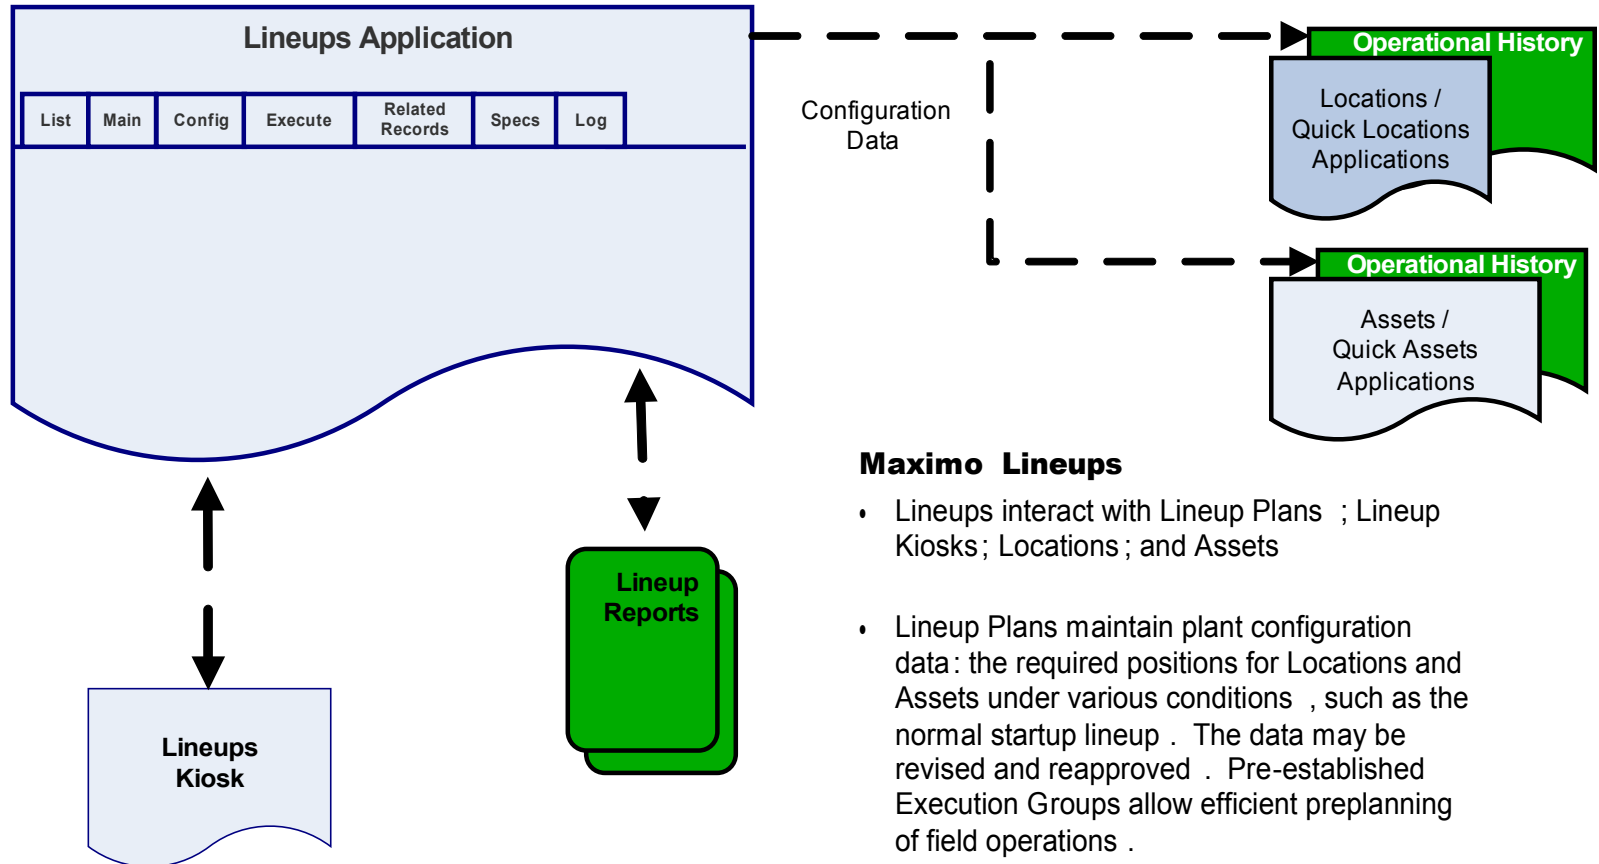 Lineups Application
List Main Config Execute Related Records Specs Log
Configuration
Data
Operational History
Locations /
Quick Locations
Applications
Operational History
Assets /
Quick Assets
Applications
Lineup
Reports
Lineups
Kiosk
Maximo Lineups
• Lineups interact with Lineup Plans ; Lineup
Kiosks; Locations; and Assets
• Lineup Plans maintain plant configuration
data: the required positions for Locations and
Assets under various conditions , such as the
normal startup lineup . The data may be
revised and reapproved . Pre-established
Execution Groups allow efficient preplanning
of field operations .